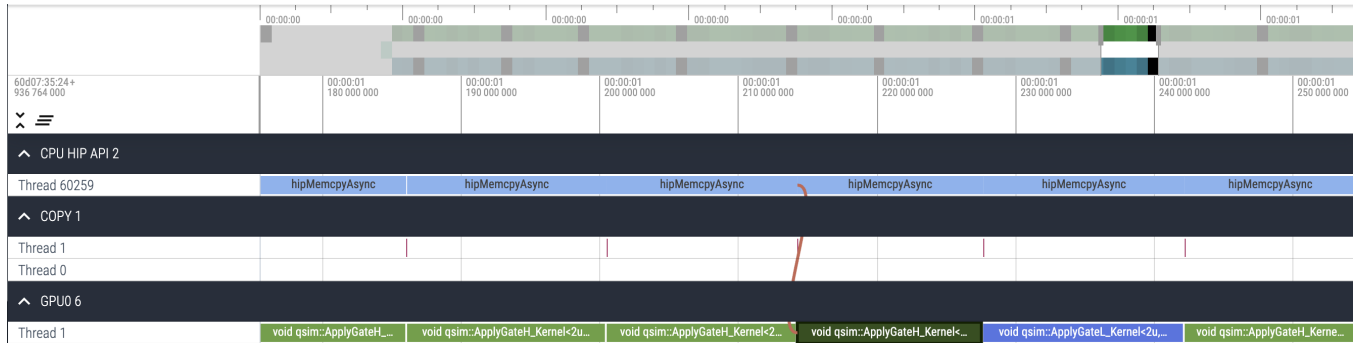 00:00:00 00:00:00 00:00:00 00:00:00 00:00:00 00:00:01 00:00:01 00:00:01
60d07:35:24+ 00:00:01 00:00:01 00:00:01 00:00:01 00:00:01 00:00:01 00:00:01 00:00:01
936 764 000 180 000 000 190 000 000 200 000 000 210 000 000 220 000 000 230 000 000 240 000 000 250 000 000
CPU HIP API 2
Thread 60259 hipMemcpyAsync hipMemcpyAsync hipMemcpyAsync hipMemcpyAsync hipMemcpyAsync hipMemcpyAsync
COPY 1
Thread 1
Thread 0
GPU0 6
Thread 1 void qsim::ApplyGateH_... void qsim::ApplyGateH_Kernel<2u... void qsim::ApplyGateH_Kernel<2... void qsim::ApplyGateH_Kernel<... void qsim::ApplyGateL_Kernel<2u,... void qsim::ApplyGateH_Kerne...